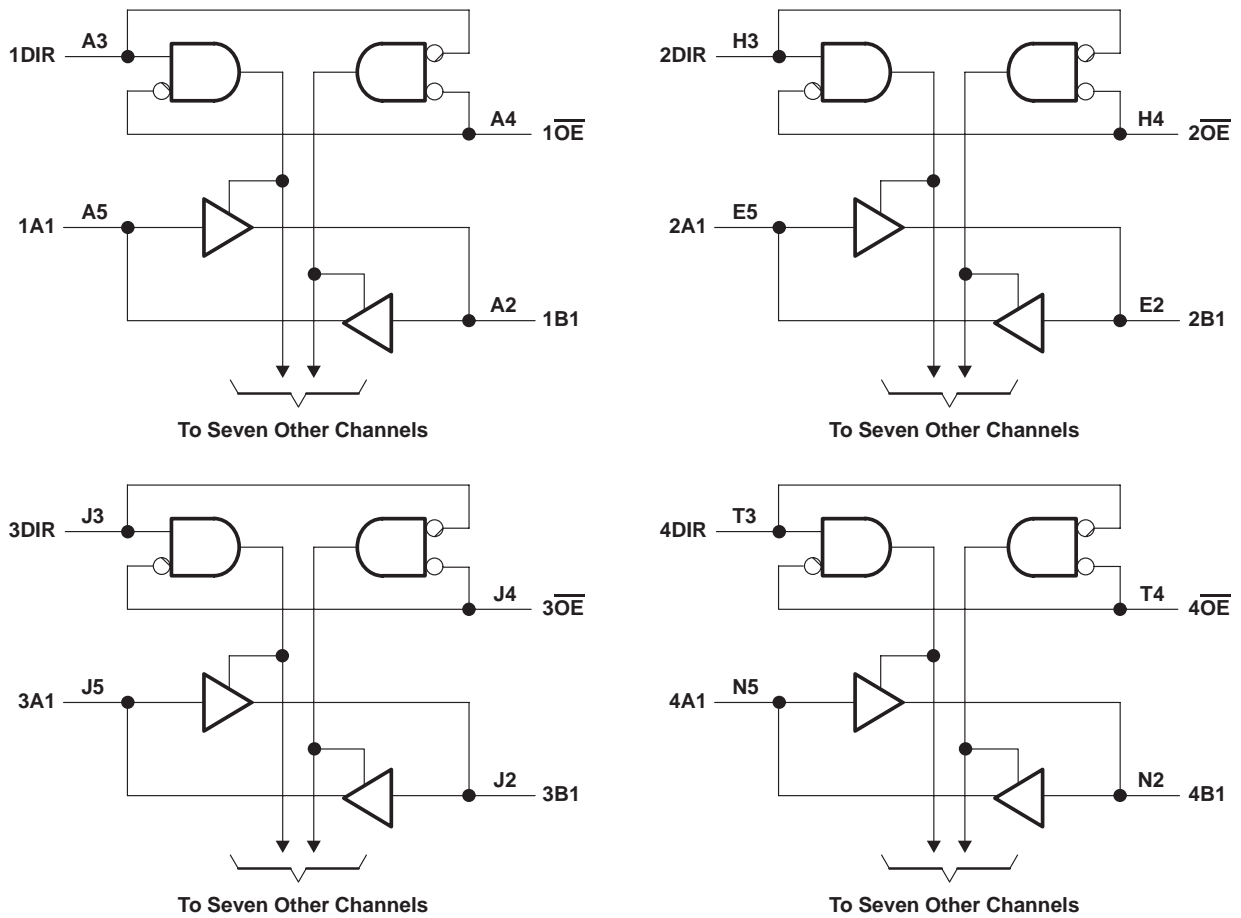 1DIR A3
A4 1OE
1A1 A5
A2 1B1
To Seven Other Channels
2DIR H3
H4 2OE
2A1 E5
E2 2B1
To Seven Other Channels
3DIR J3
J4 3OE
3A1 J5
J2 3B1
To Seven Other Channels
4DIR T3
T4 4OE
4A1 N5
N2 4B1
To Seven Other Channels